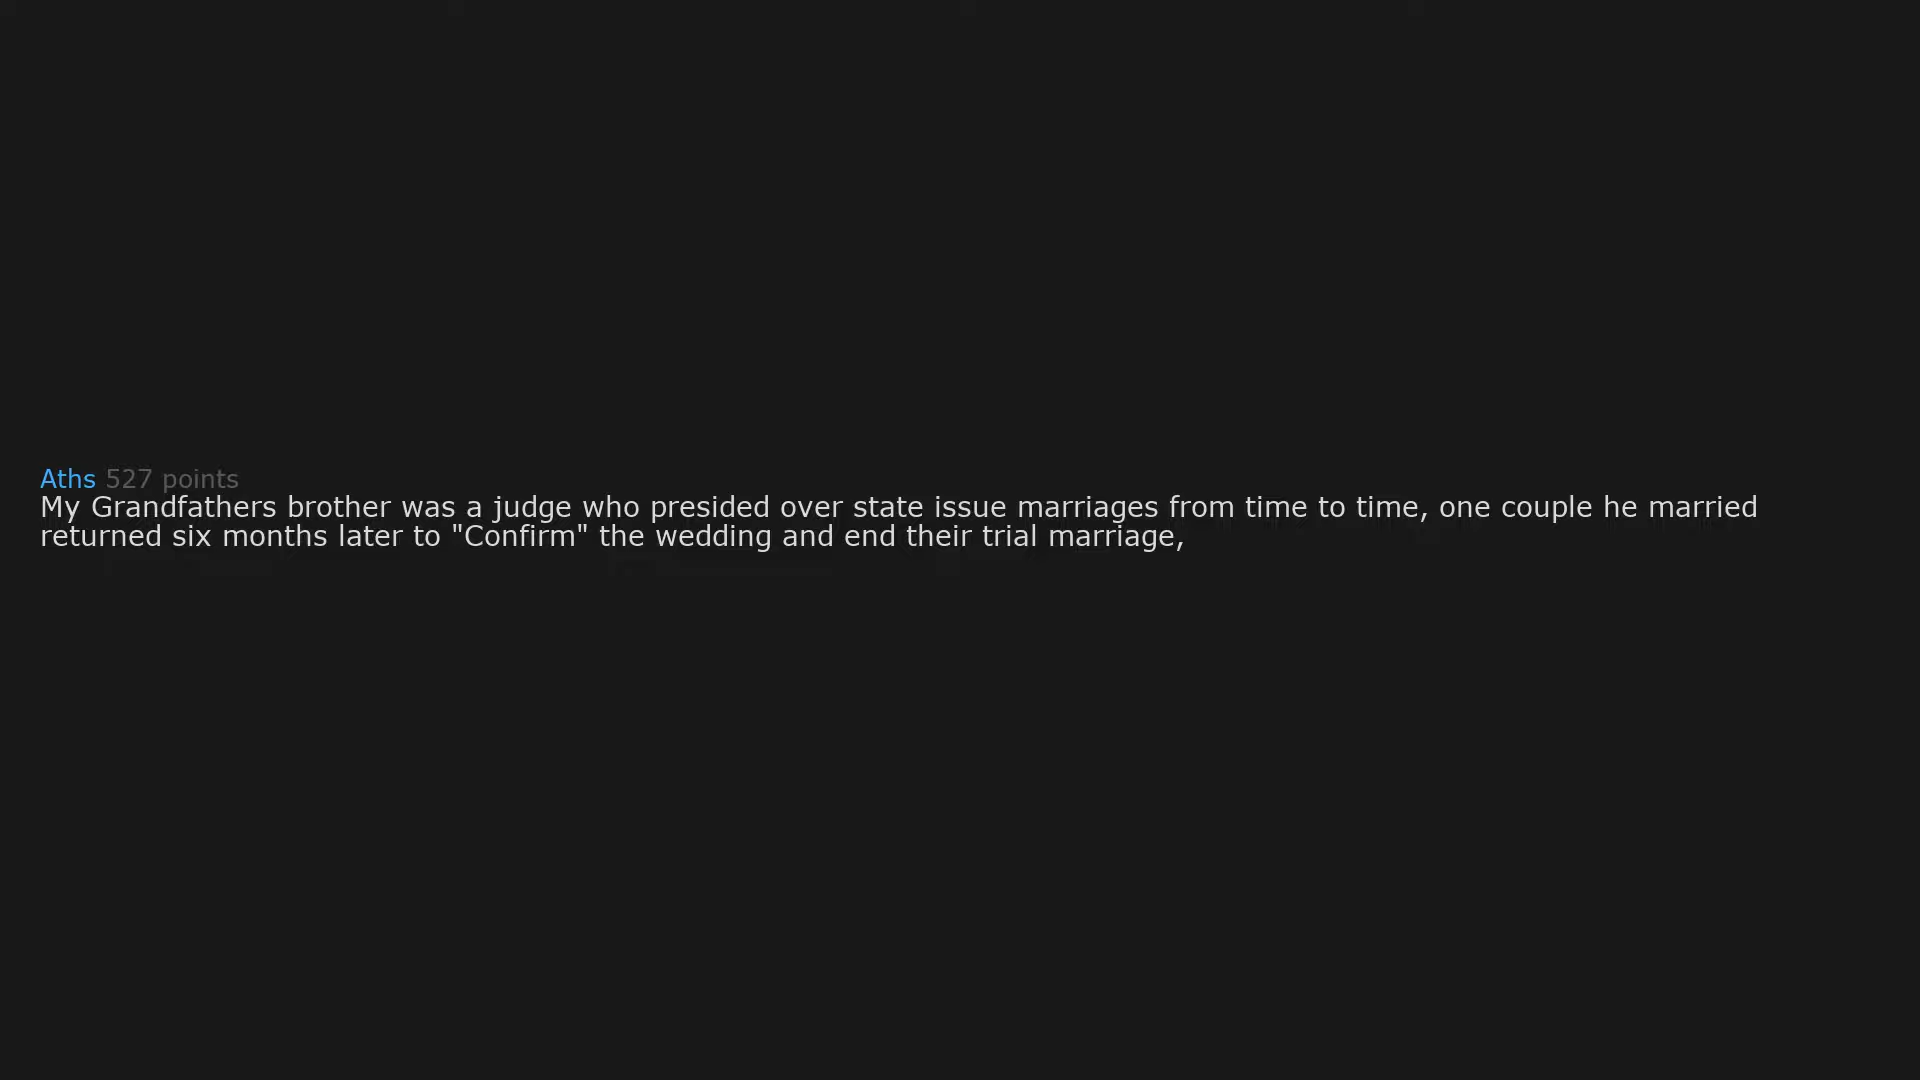 Aths 527 points
My Grandfathers brother was a judge who presided over state issue marriages from time to time, one couple he married
returned six months later to "Confirm" the wedding and end their trial marriage,